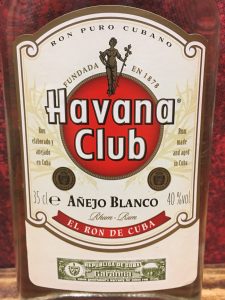 RON PURO CUBANO
FUNDADA EN 1878
Havana
Club
Ron
elaborado y
añejado
en Cuba
Rum
made
and aged
in Cuba
35 cl e AÑEJO BLANCO 40%vol
Rhum - Rum
EL RON DE CUBA
REPUBLICA DE CUBA
Garantia